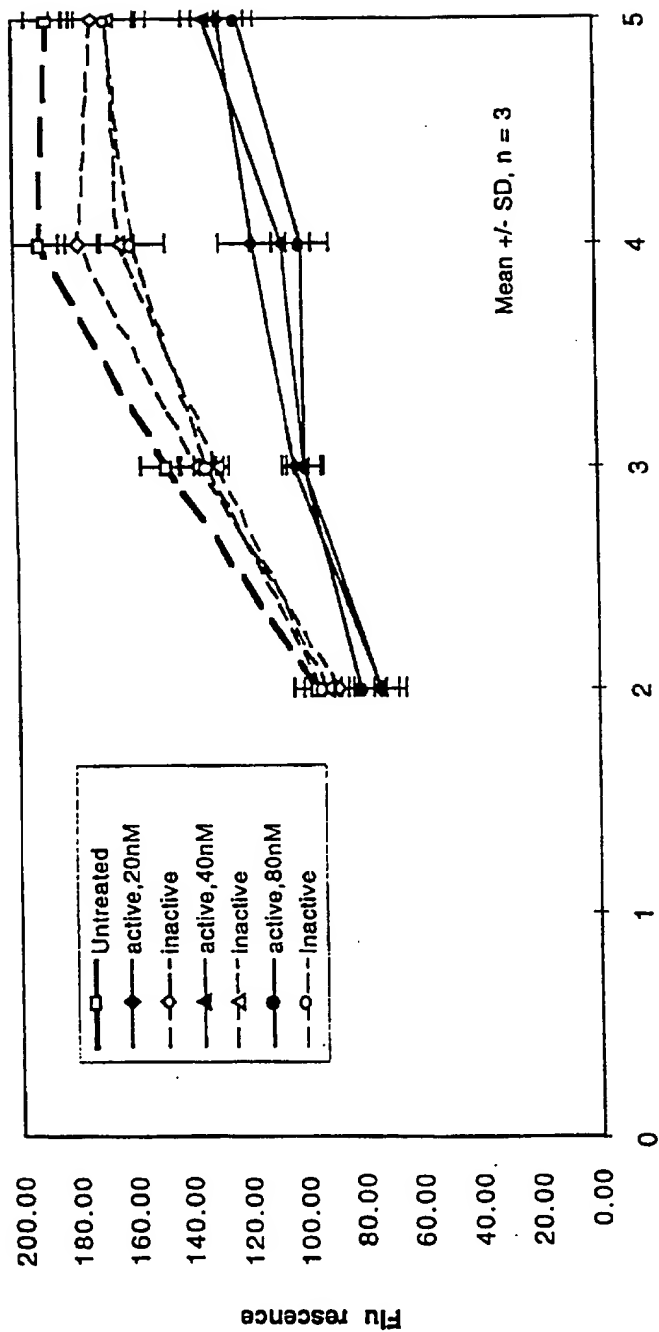 Flu rescence
200.00
180.00
160.00
140.00
120.00
100.00
80.00
60.00
40.00
20.00
0.00
Untreated
active,20nM
inactive
active,40nM
inactive
active,80nM
Inactive
Mean +/- SD, n = 3
0 1 2 3 4 5